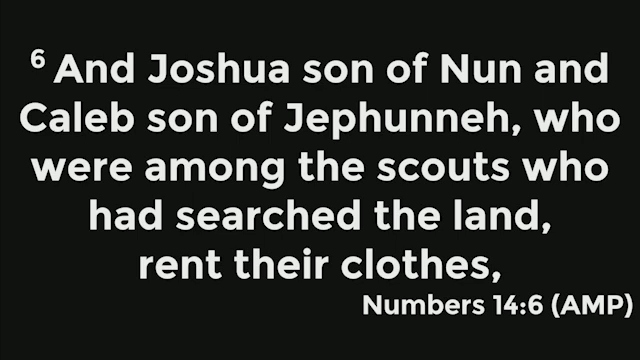 6 And Joshua son of Nun and
Caleb son of Jephunneh, who
were among the scouts who
had searched the land,
rent their clothes,
Numbers 14:6 (AMP)